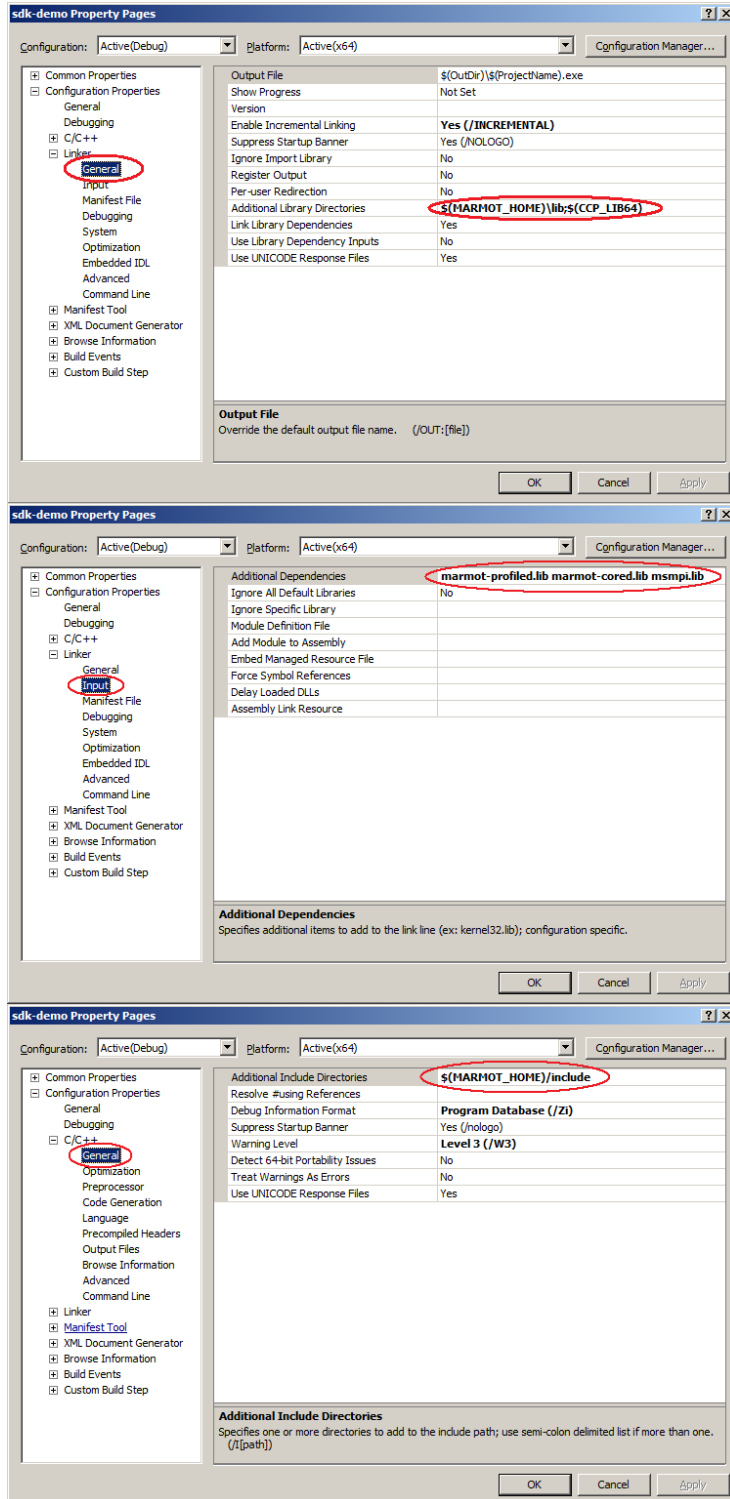 sdk-demo Property Pages
Configuration: Active(Debug) Platform: Active(x64) Configuration Manager...
Common Properties
Configuration Properties
General
Debugging
C/C++
Linker
General
Input
Manifest File
Debugging
System
Optimization
Embedded IDL
Advanced
Command Line
Manifest Tool
XML Document Generator
Browse Information
Build Events
Custom Build Step
Output File $(OutDir)\$(ProjectName).exe
Show Progress Not Set
Version
Enable Incremental Linking Yes (/INCREMENTAL)
Suppress Startup Banner Yes (/NOLOGO)
Ignore Import Library No
Register Output No
Per-user Redirection No
Additional Library Directories $(MARMOT_HOME)\lib;$(CCP_LIB64)
Link Library Dependencies Yes
Use Library Dependency Inputs No
Use UNICODE Response Files Yes
Output File
Override the default output file name. (/OUT:[file])
OK Cancel Apply
sdk-demo Property Pages
Configuration: Active(Debug) Platform: Active(x64) Configuration Manager...
Common Properties
Configuration Properties
General
Debugging
C/C++
Linker
General
Input
Manifest File
Debugging
System
Optimization
Embedded IDL
Advanced
Command Line
Manifest Tool
XML Document Generator
Browse Information
Build Events
Custom Build Step
Additional Dependencies marmot-profiled.lib marmot-cored.lib msmpi.lib
Ignore All Default Libraries No
Ignore Specific Library
Module Definition File
Add Module to Assembly
Embed Managed Resource File
Force Symbol References
Delay Loaded DLLs
Assembly Link Resource
Additional Dependencies
Specifies additional items to add to the link line (ex: kernel32.lib); configuration specific.
OK Cancel Apply
sdk-demo Property Pages
Configuration: Active(Debug) Platform: Active(x64) Configuration Manager...
Common Properties
Configuration Properties
General
Debugging
C/C++
General
Optimization
Preprocessor
Code Generation
Language
Precompiled Headers
Output Files
Browse Information
Advanced
Command Line
Linker
Manifest Tool
XML Document Generator
Browse Information
Build Events
Custom Build Step
Additional Include Directories $(MARMOT_HOME)/include
Resolve #using References
Debug Information Format Program Database (/Zi)
Suppress Startup Banner Yes (/nologo)
Warning Level Level 3 (/W3)
Detect 64-bit Portability Issues No
Treat Warnings As Errors No
Use UNICODE Response Files Yes
Additional Include Directories
Specifies one or more directories to add to the include path; use semi-colon delimited list if more than one.
(/I[path])
OK Cancel Apply